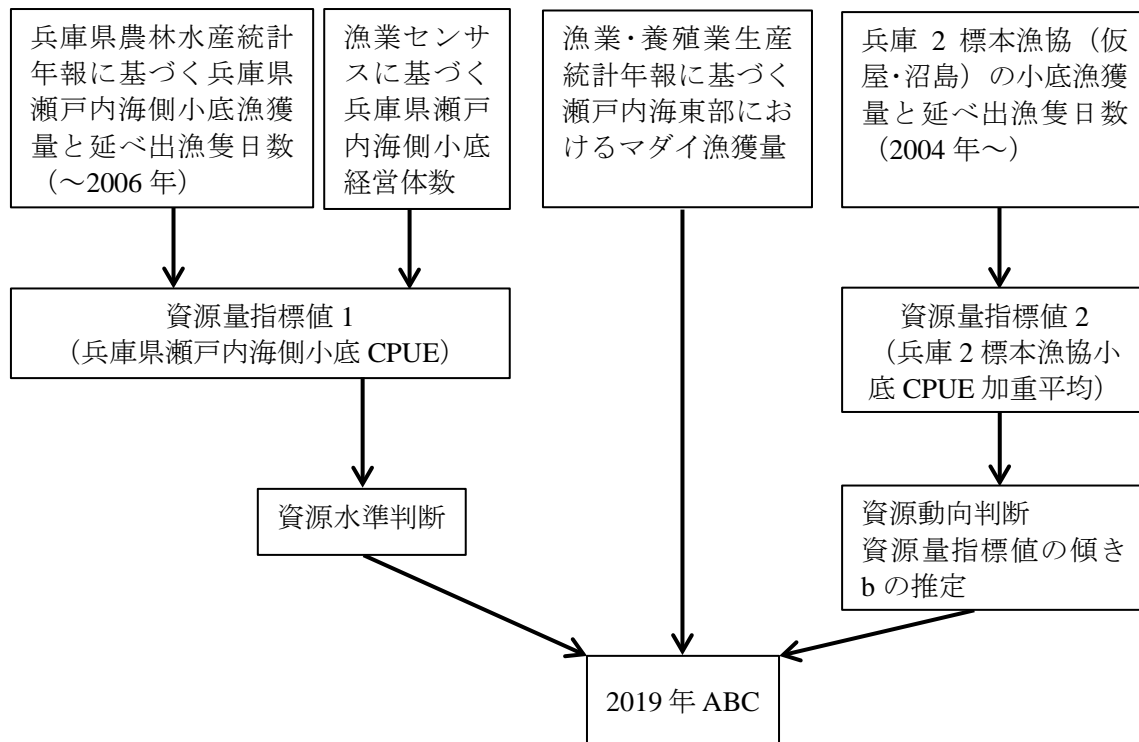 兵庫県農林水産統計
年報に基づく兵庫県
瀬戸内海側小底漁獲
量と延べ出漁隻日数
（～2006 年）
漁業センサ
スに基づく
兵庫県瀬戸
内海側小底
経営体数
漁業・養殖業生産
統計年報に基づく
瀬戸内海東部にお
けるマダイ漁獲量
兵庫 2 標本漁協（仮
屋・沼島）の小底漁獲
量と延べ出漁隻日数
（2004 年～）
資源量指標値 1
（兵庫県瀬戸内海側小底 CPUE）
資源量指標値 2
（兵庫 2 標本漁協小
底 CPUE 加重平均）
資源水準判断
資源動向判断
資源量指標値の傾き
b の推定
2019 年 ABC